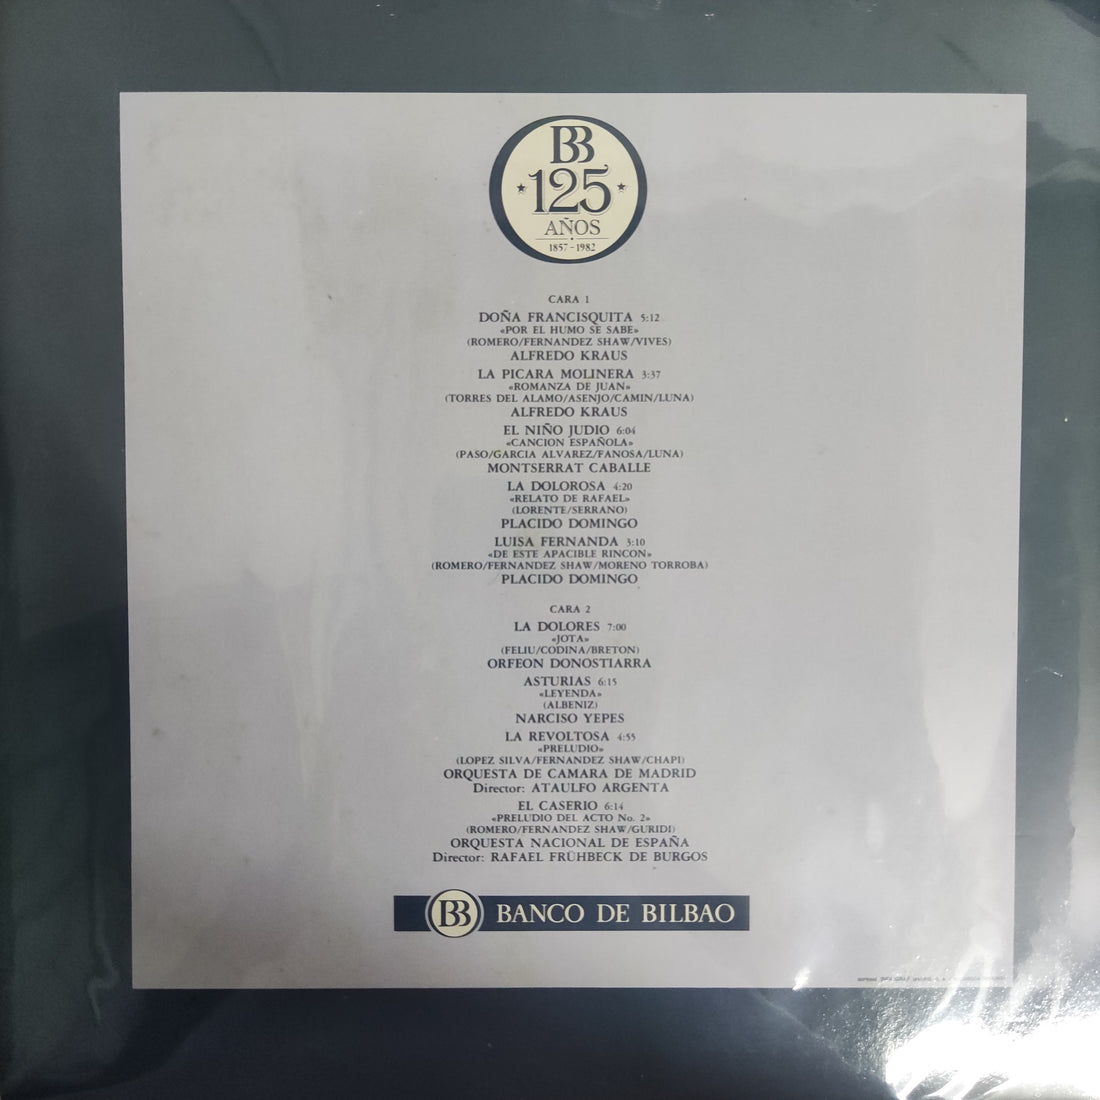 BB
125
AÑOS
1857-1982
CARA 1
DOÑA FRANCISQUITA 5:12
«POR EL HUMO SE SABE»
(ROMERO/FERNANDEZ SHAW/VIVES)
ALFREDO KRAUS
LA PICARA MOLINERA 3:37
«ROMANZA DE JUAN»
(TORRES DEL ALAMO/ASENJO/CAMIN/LUNA)
ALFREDO KRAUS
EL NIÑO JUDIO 6:04
«CANCION ESPAÑOLA»
(PASO/GARCIA ALVAREZ/FANOSA/LUNA)
MONTSERRAT CABALLE
LA DOLOROSA 4:20
«RELATO DE RAFAEL»
(LORENTE/SERRANO)
PLACIDO DOMINGO
LUISA FERNANDA 3:10
«DE ESTE APACIBLE RINCON»
(ROMERO/FERNANDEZ SHAW/MORENO TORROBA)
PLACIDO DOMINGO
CARA 2
LA DOLORES 7:00
«JOTA»
(FELIU/CODINA/BRETON)
ORFEON DONOSTIARRA
ASTURIAS 6:15
«LEYENDA»
(ALBENIZ)
NARCISO YEPES
LA REVOLTOSA 4:55
«PRELUDIO»
(LOPEZ SILVA/FERNANDEZ SHAW/CHAPI)
ORQUESTA DE CAMARA DE MADRID
Director: ATAULFO ARGENTA
EL CASERIO 6:14
«PRELUDIO DEL ACTO No. 2»
(ROMERO/FERNANDEZ SHAW/GURIDI)
ORQUESTA NACIONAL DE ESPAÑA
Director: RAFAEL FRÜHBECK DE BURGOS
BB BANCO DE BILBAO